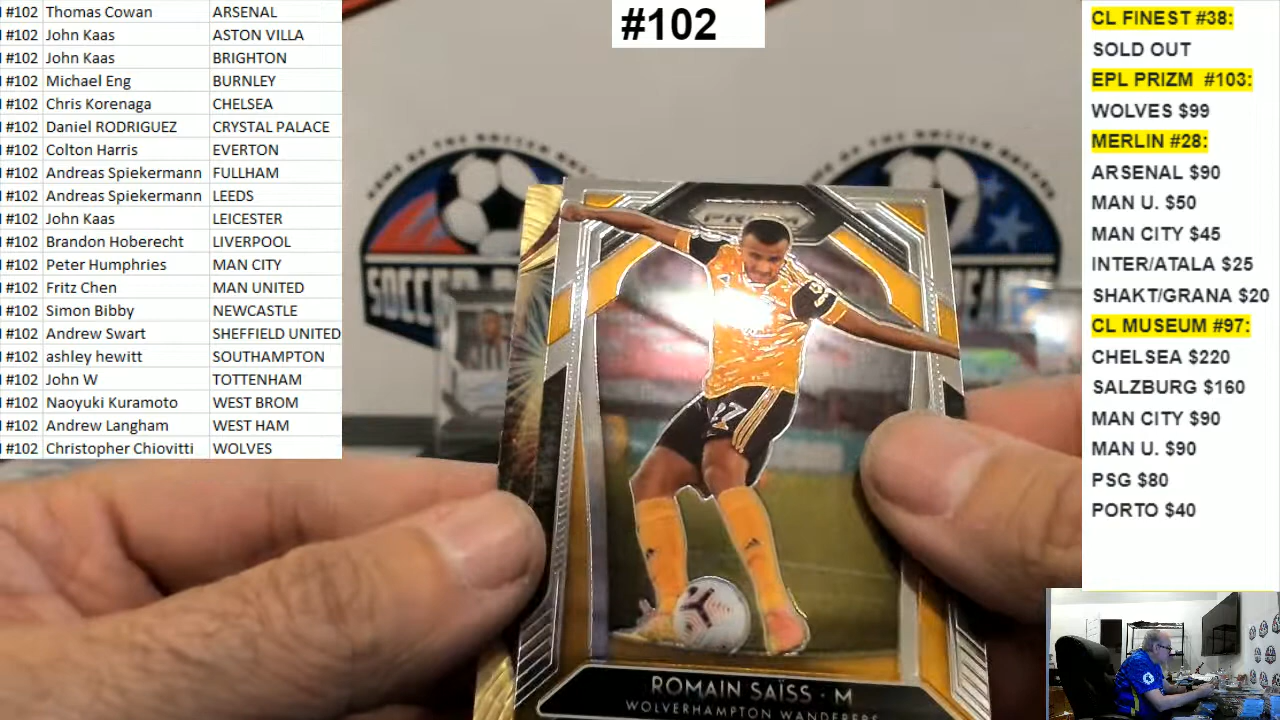 #102 Thomas Cowan ARSENAL
#102 John Kaas ASTON VILLA
#102 John Kaas BRIGHTON
#102 Michael Eng BURNLEY
#102 Chris Korenaga CHELSEA
#102 Daniel RODRIGUEZ CRYSTAL PALACE
#102 Colton Harris EVERTON
#102 Andreas Spiekermann FULLHAM
#102 Andreas Spiekermann LEEDS
#102 John Kaas LEICESTER
#102 Brandon Hoberecht LIVERPOOL
#102 Peter Humphries MAN CITY
#102 Fritz Chen MAN UNITED
#102 Simon Bibby NEWCASTLE
#102 Andrew Swart SHEFFIELD UNITED
#102 ashley hewitt SOUTHAMPTON
#102 John W TOTTENHAM
#102 Naoyuki Kuramoto WEST BROM
#102 Andrew Langham WEST HAM
#102 Christopher Chiovitti WOLVES
#102
PRIZM
SOCCER
27
ROMAIN SAÏSS · M
WOLVERHAMPTON WANDERERS
CL FINEST #38:
SOLD OUT
EPL PRIZM #103:
WOLVES $99
MERLIN #28:
ARSENAL $90
MAN U. $50
MAN CITY $45
INTER/ATALA $25
SHAKT/GRANA $20
CL MUSEUM #97:
CHELSEA $220
SALZBURG $160
MAN CITY $90
MAN U. $90
PSG $80
PORTO $40